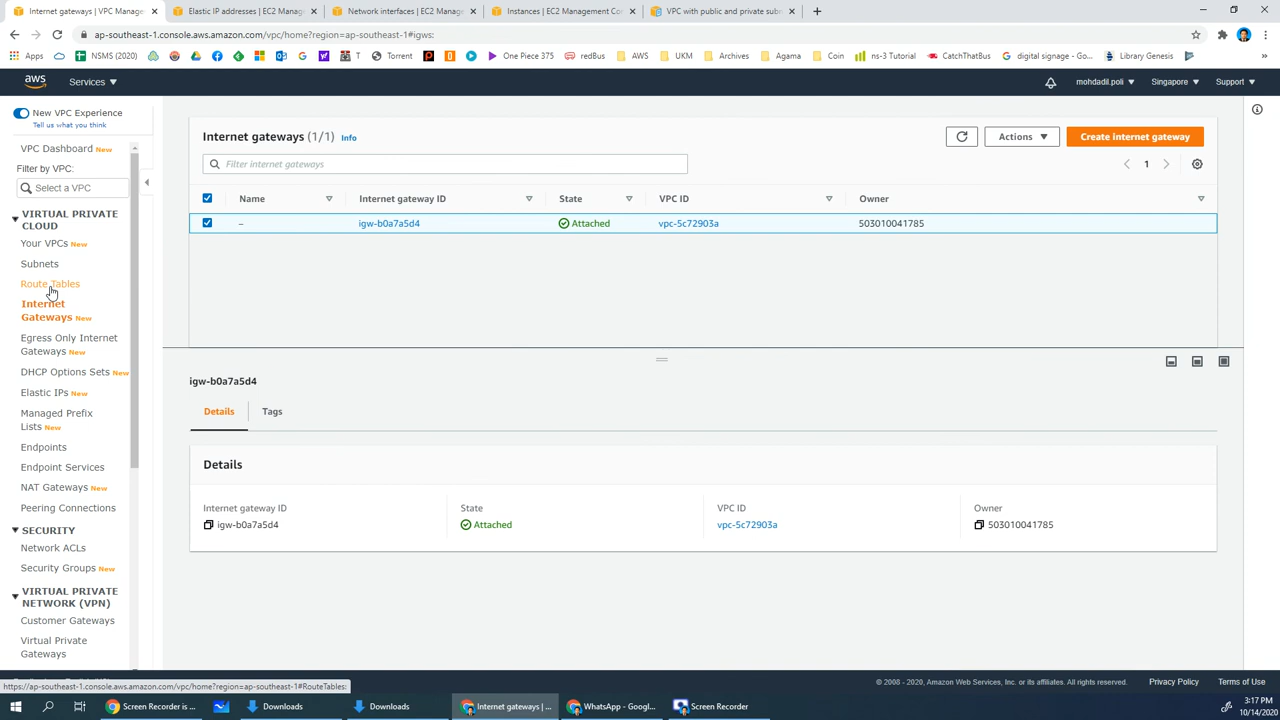 Internet gateways | VPC Manage
Elastic IP addresses | EC2 Manag
Network interfaces | EC2 Manage
Instances | EC2 Management Con
VPC with public and private subn
ap-southeast-1.console.aws.amazon.com/vpc/home?region=ap-southeast-1#igws:
Apps
NSMS (2020)
T
Torrent
One Piece 375
redBus
AWS
UKM
Archives
Agama
Coin
ns-3 Tutorial
CatchThatBus
digital signage - Goo...
Library Genesis
aws
Services
mohdadil.poli
Singapore
Support
New VPC Experience
Tell us what you think
VPC Dashboard New
Filter by VPC:
Select a VPC
VIRTUAL PRIVATE
CLOUD
Your VPCs New
Subnets
Route Tables
Internet
Gateways New
Egress Only Internet
Gateways New
DHCP Options Sets New
Elastic IPs New
Managed Prefix
Lists New
Endpoints
Endpoint Services
NAT Gateways New
Peering Connections
SECURITY
Network ACLs
Security Groups New
VIRTUAL PRIVATE
NETWORK (VPN)
Customer Gateways
Virtual Private
Gateways
Internet gateways (1/1) Info
Actions
Create internet gateway
Filter internet gateways
1
Name
Internet gateway ID
State
VPC ID
Owner
–
igw-b0a7a5d4
Attached
vpc-5c72903a
503010041785
igw-b0a7a5d4
Details
Tags
Details
Internet gateway ID
State
VPC ID
Owner
igw-b0a7a5d4
Attached
vpc-5c72903a
503010041785
https://ap-southeast-1.console.aws.amazon.com/vpc/home?region=ap-southeast-1#RouteTables:
© 2008 - 2020, Amazon Web Services, Inc. or its affiliates. All rights reserved.
Privacy Policy
Terms of Use
Screen Recorder is ...
Downloads
Downloads
Internet gateways | ...
WhatsApp - Googl...
Screen Recorder
3:17 PM
10/14/2020